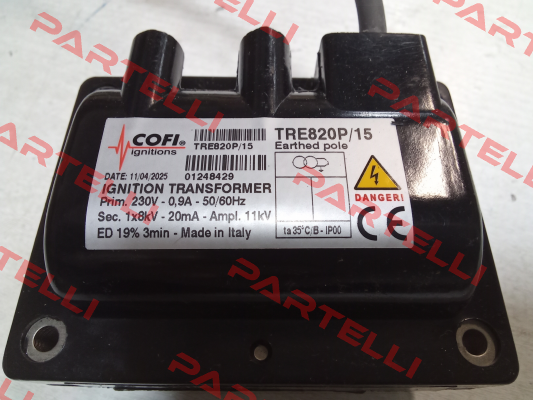 COFI
ignitions
TRE820P/15
DATE: 11/04/2025
01248429
IGNITION TRANSFORMER
Prim. 230V - 0,9A - 50/60Hz
Sec. 1x8kV - 20mA - Ampl. 11kV
ED 19% 3min - Made in Italy
TRE820P/15
Earthed pole
ta 35°C/B - IP00
DANGER!
CE
PARTELLI
PARTELLI
PARTELLI
PARTELLI
PARTELLI
PARTELLI